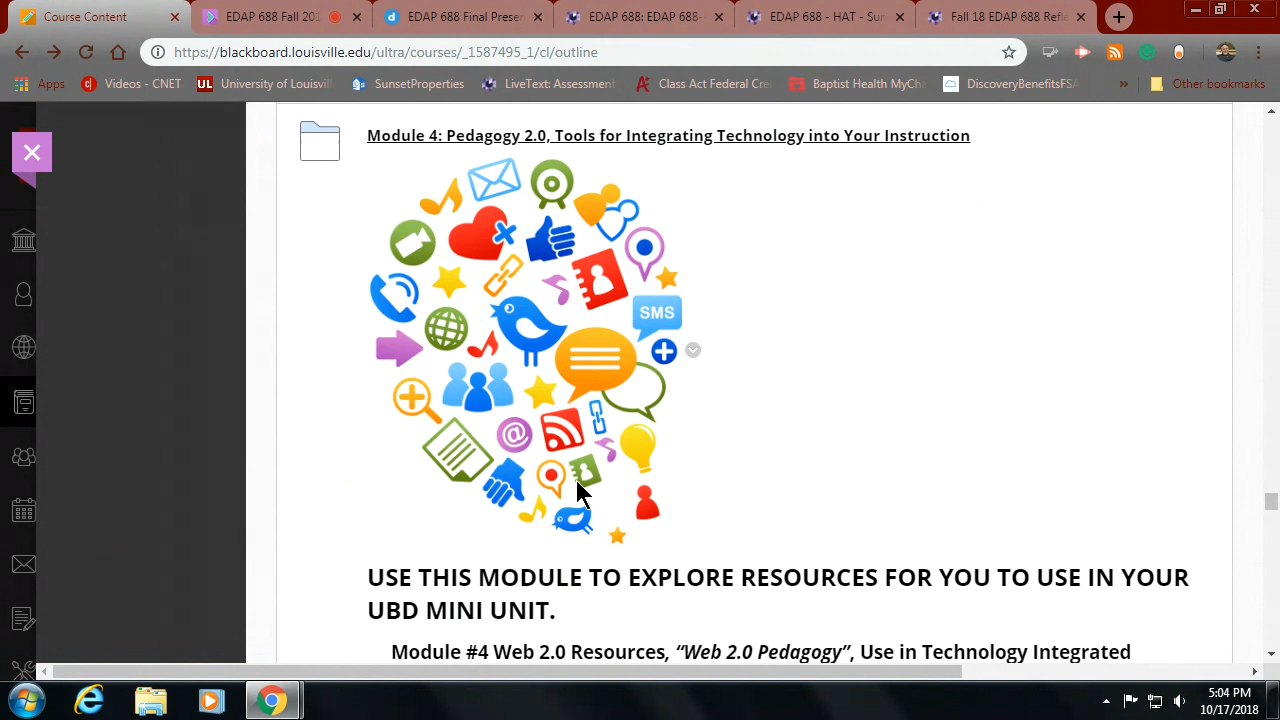 Course Content
EDAP 688 Fall 201
EDAP 688 Final Presen
EDAP 688: EDAP 688-
EDAP 688 - HAT - Sun
Fall 18 EDAP 688 Refle
https://blackboard.louisville.edu/ultra/courses/_1587495_1/cl/outline
Apps
Videos - CNET
UL University of Louisvil
SunsetProperties
LiveText: Assessment
Class Act Federal Cre
Baptist Health MyCha
DiscoveryBenefitsFSA
» Other bookmarks
Module 4: Pedagogy 2.0, Tools for Integrating Technology into Your Instruction
SMS
@
USE THIS MODULE TO EXPLORE RESOURCES FOR YOU TO USE IN YOUR
UBD MINI UNIT.
Module #4 Web 2.0 Resources, “Web 2.0 Pedagogy”, Use in Technology Integrated
5:04 PM
10/17/2018